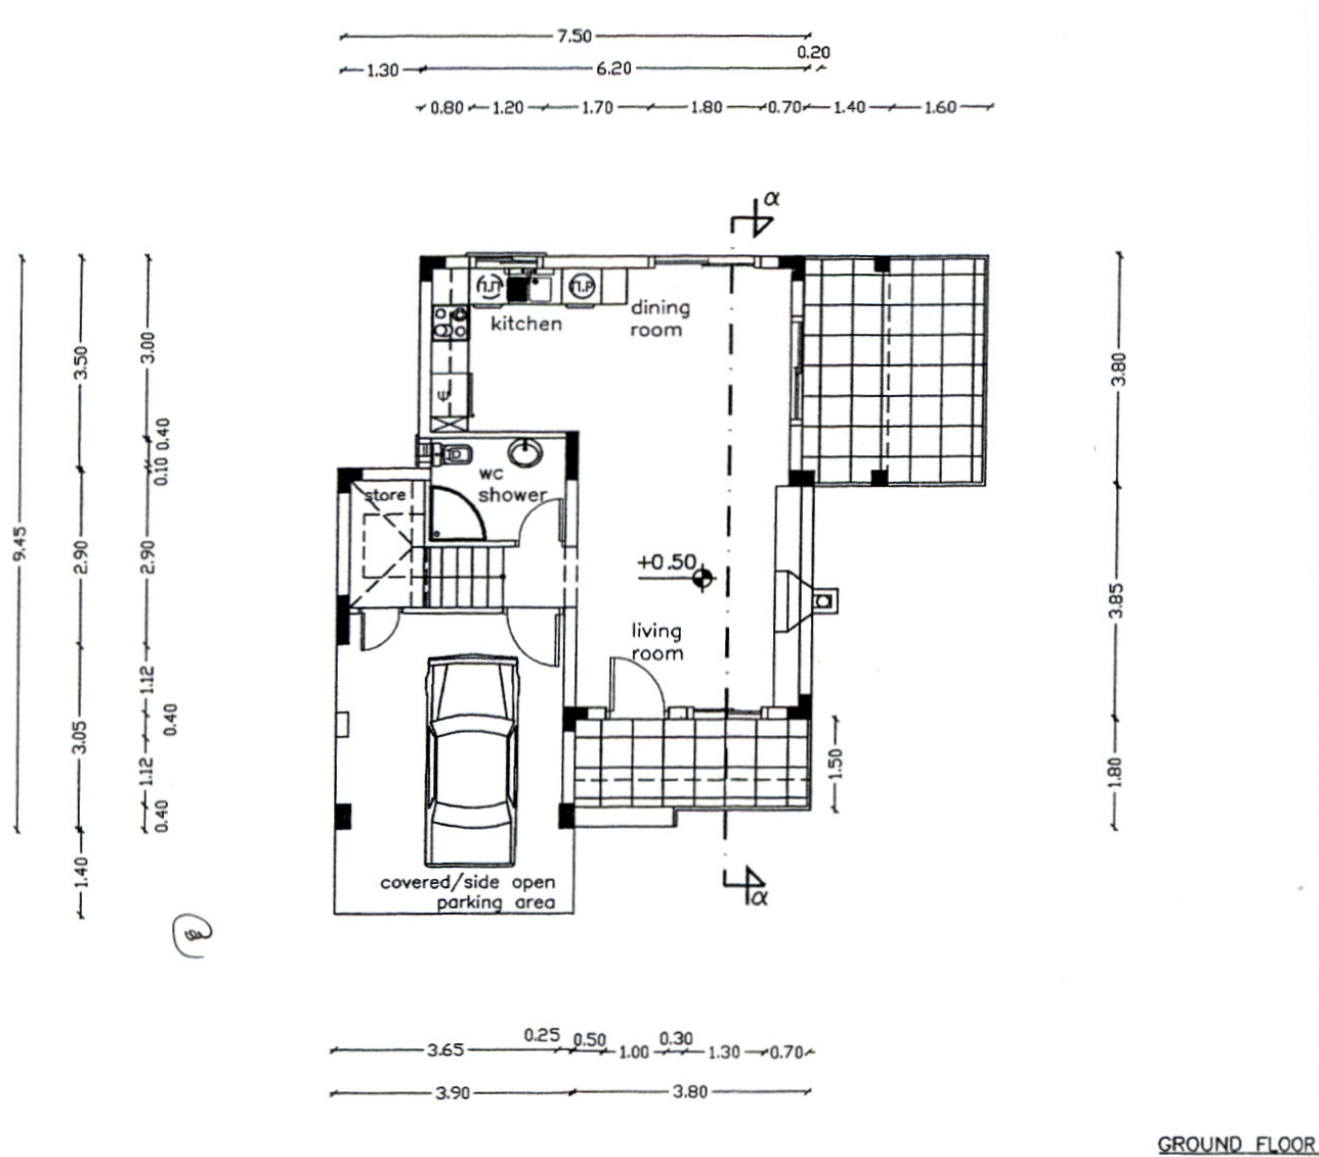 7.50
0.20
1.30
6.20
0.80
1.20
1.70
1.80
0.70
1.40
1.60
α
kitchen
dining
room
3.50
3.00
3.80
0.40
0.10
wc
shower
store
9.45
2.90
2.90
+0.50
3.85
living
room
1.12
0.40
3.05
1.12
0.40
1.50
1.80
1.40
covered/side open
parking area
α
0.25
0.50
0.30
3.65
1.00
1.30
0.70
3.90
3.80
GROUND FLOOR